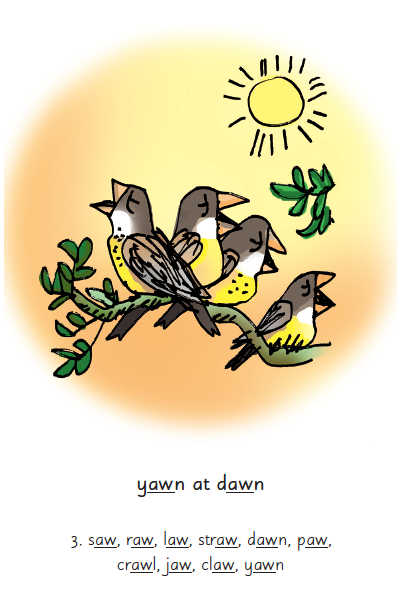 yawn at dawn
3. saw, raw, law, straw, dawn, paw,
crawl, jaw, claw, yawn